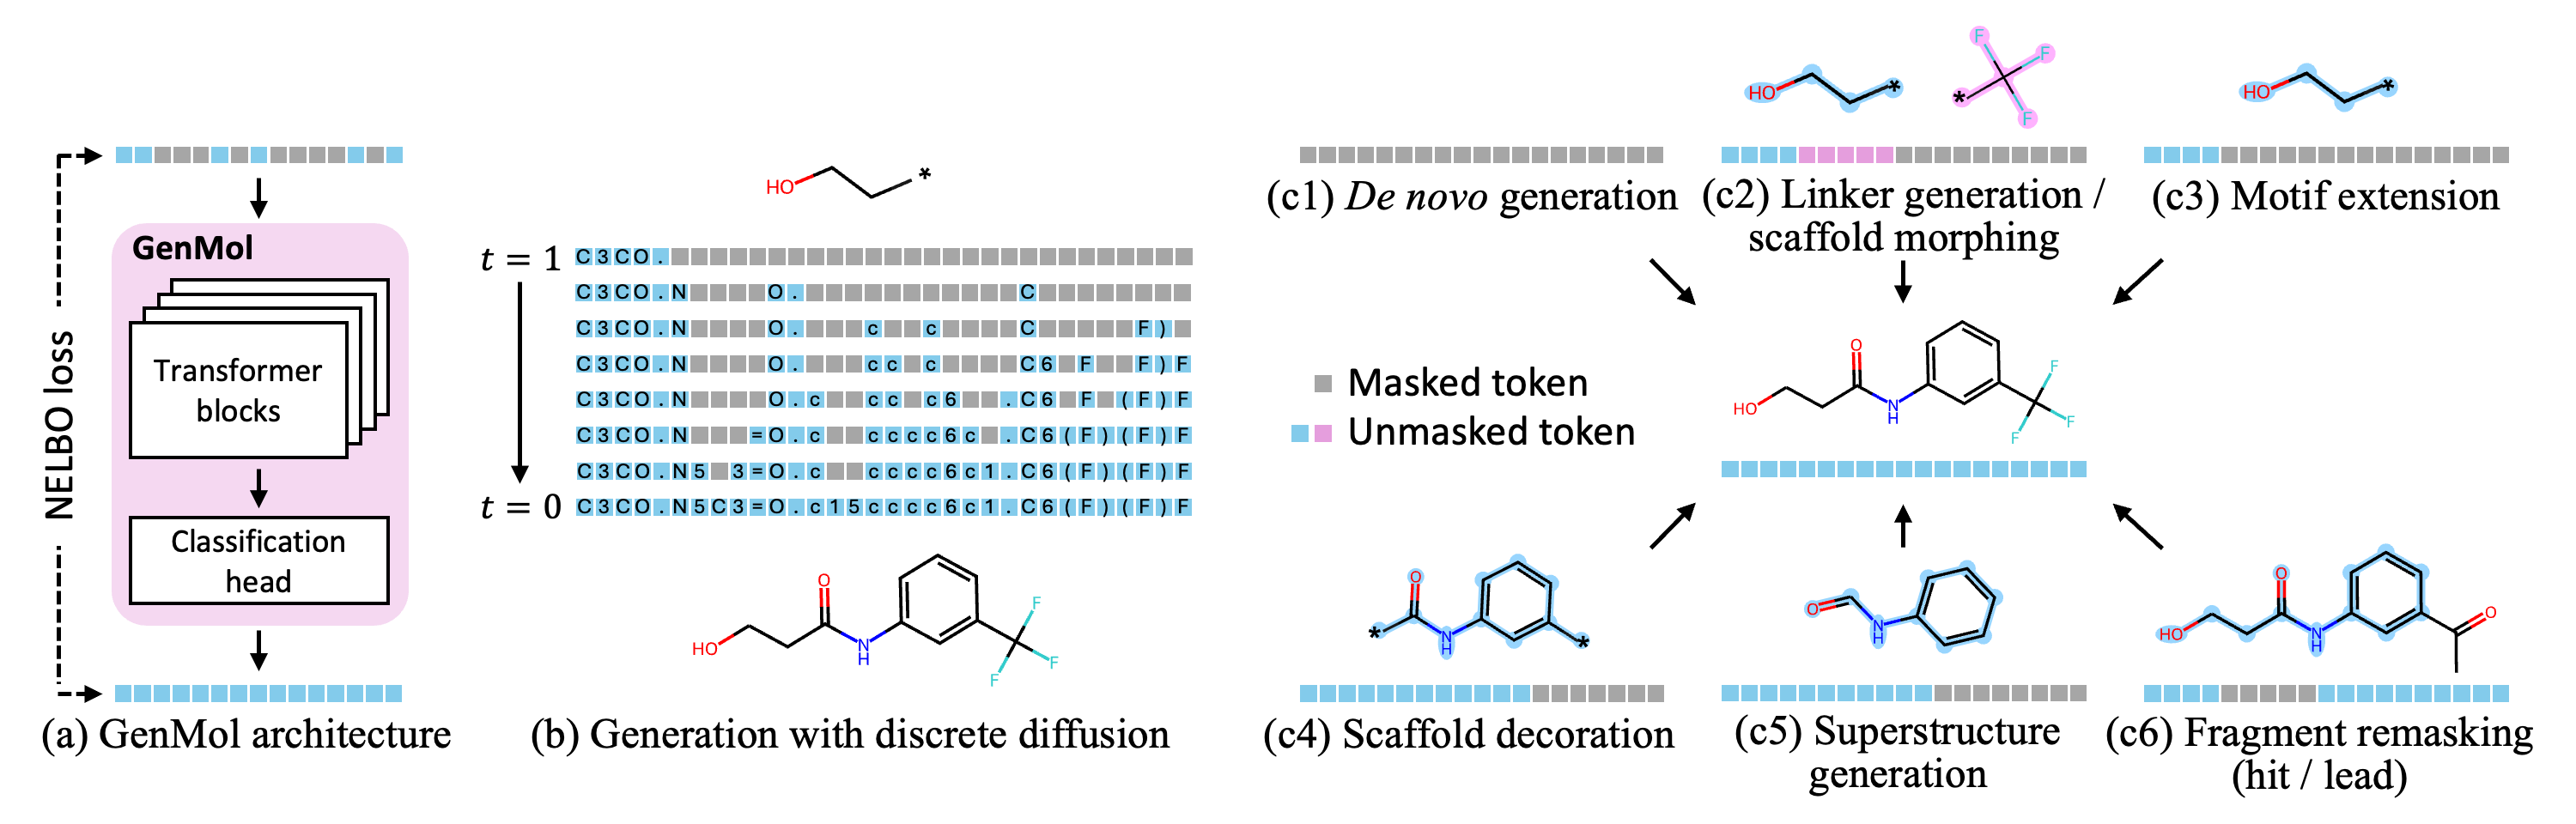 NELBO loss
GenMol
Transformer
blocks
Classification
head
(a) GenMol architecture
HO
*
t = 1
C3CO.
C3CO.N O. C
C3CO.N O. c c C F)
C3CO.N O. cc c C6 F F)F
C3CO.N O.c cc c6 .C6 F (F)F
C3CO.N =O.c cccc6c .C6(F)(F)F
C3CO.N5 3=O.c cccc6c1.C6(F)(F)F
t = 0
C3CO.N5C3=O.c15cccc6c1.C6(F)(F)F
O
HO
N
H
F
F
F
(b) Generation with discrete diffusion
(c1) De novo generation
HO
*
*
F
F
F
(c2) Linker generation /
scaffold morphing
HO
*
(c3) Motif extension
Masked token
Unmasked token
O
HO
N
H
F
F
F
*
O
N
H
*
(c4) Scaffold decoration
O
N
H
(c5) Superstructure
generation
HO
O
N
H
O
(c6) Fragment remasking
(hit / lead)